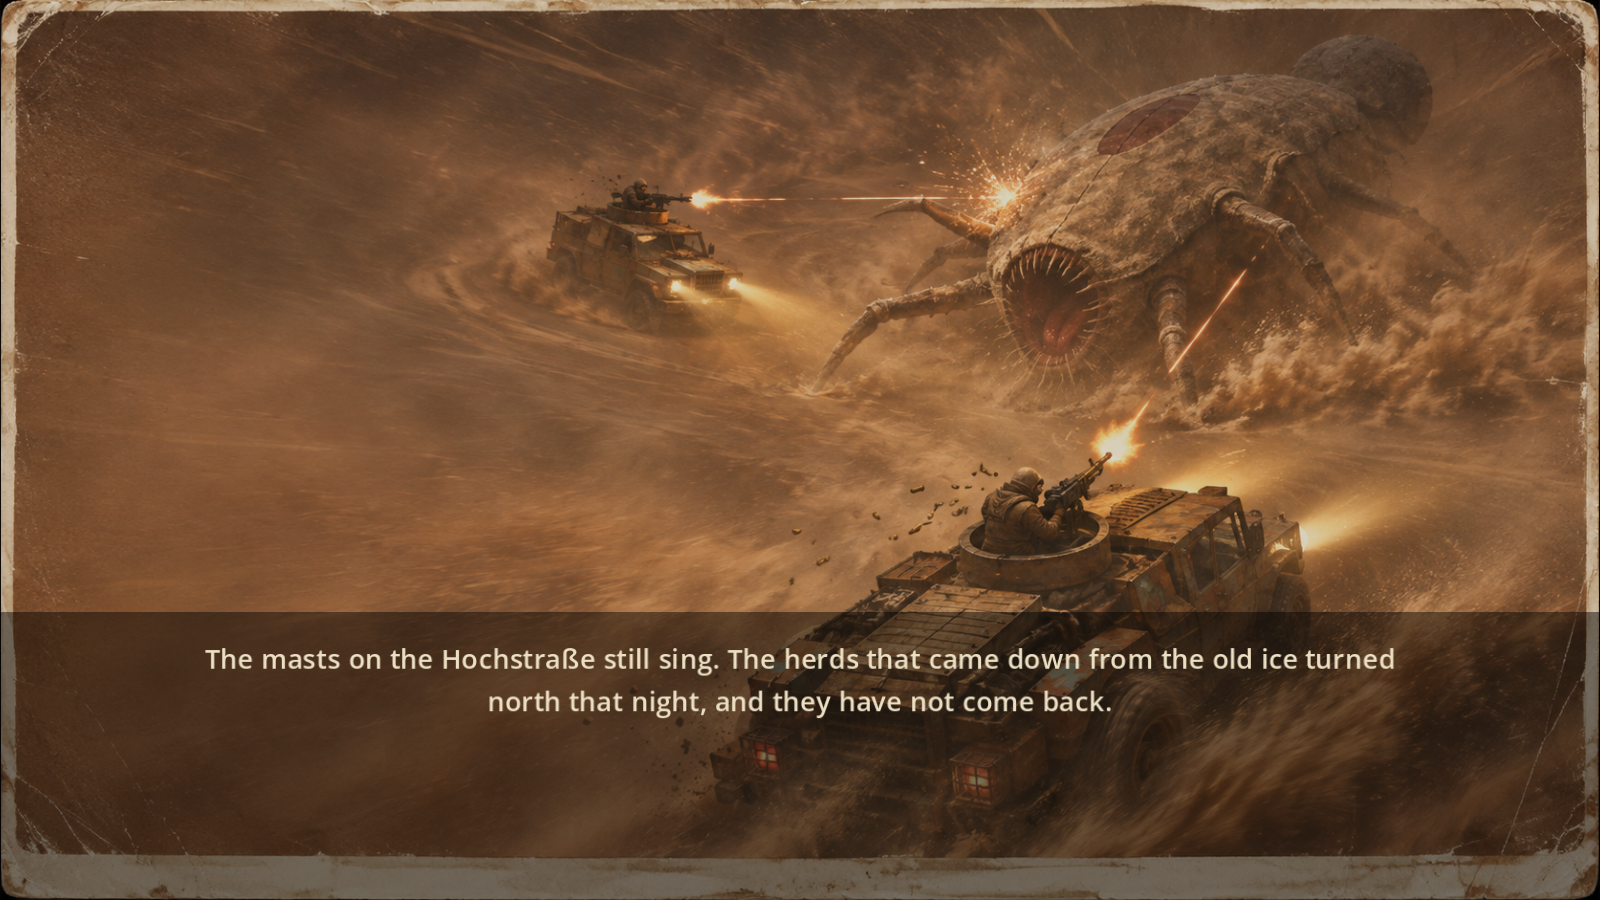 The masts on the Hochstraße still sing. The herds that came down from the old ice turned
north that night, and they have not come back.